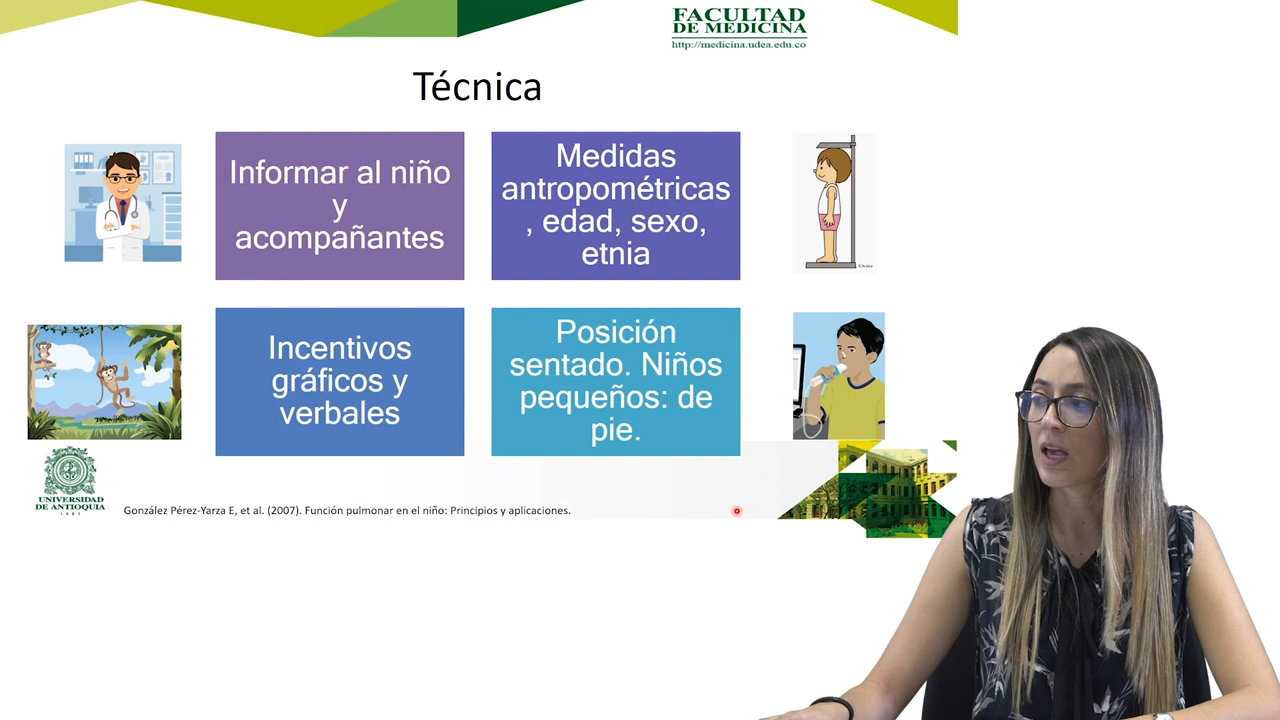 FACULTAD
DE MEDICINA
http://medicina.udea.edu.co
Técnica
Informar al niño
y
acompañantes
Medidas
antropométricas
, edad, sexo,
etnia
Incentivos
gráficos y
verbales
Posición
sentado. Niños
pequeños: de
pie.
UNIVERSIDAD
DE ANTIOQUIA
1803
González Pérez-Yarza E, et al. (2007). Función pulmonar en el niño: Principios y aplicaciones.